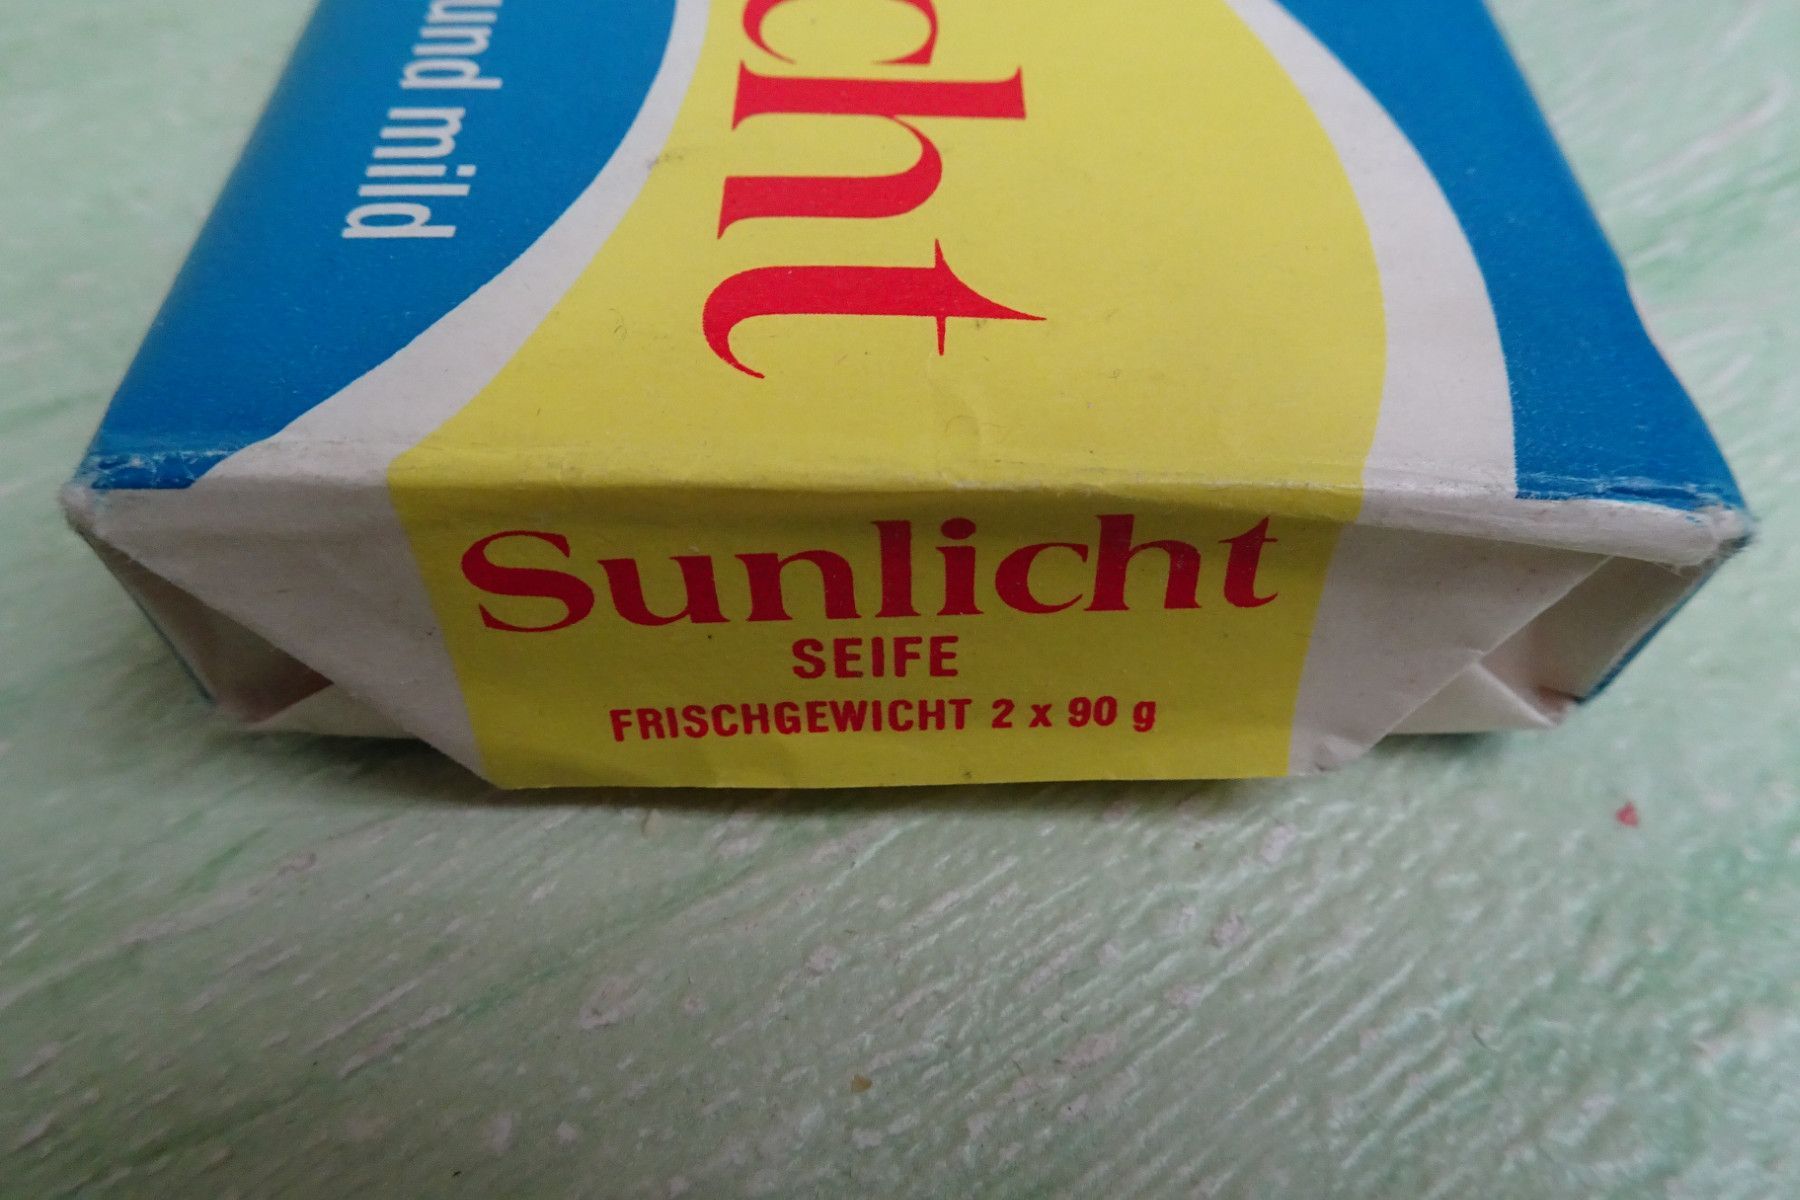 und mild
cht
Sunlicht
SEIFE
FRISCHGEWICHT 2 x 90 g